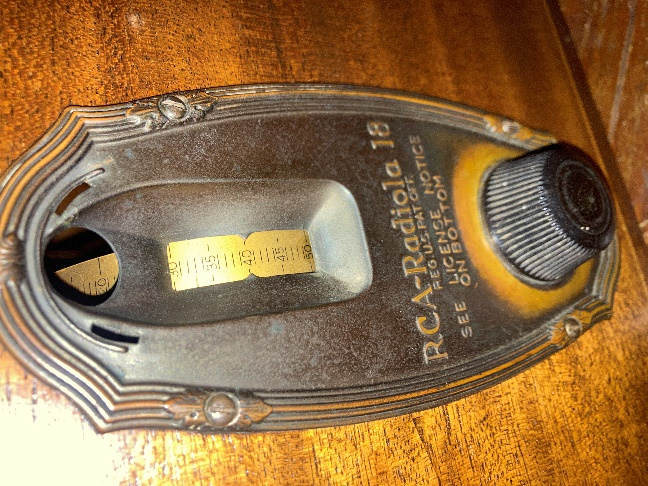 RCA-Radiola 18
REG.U.S.PAT.OFF.
LICENSE NOTICE
SEE ON BOTTOM
30 35 40 45 50